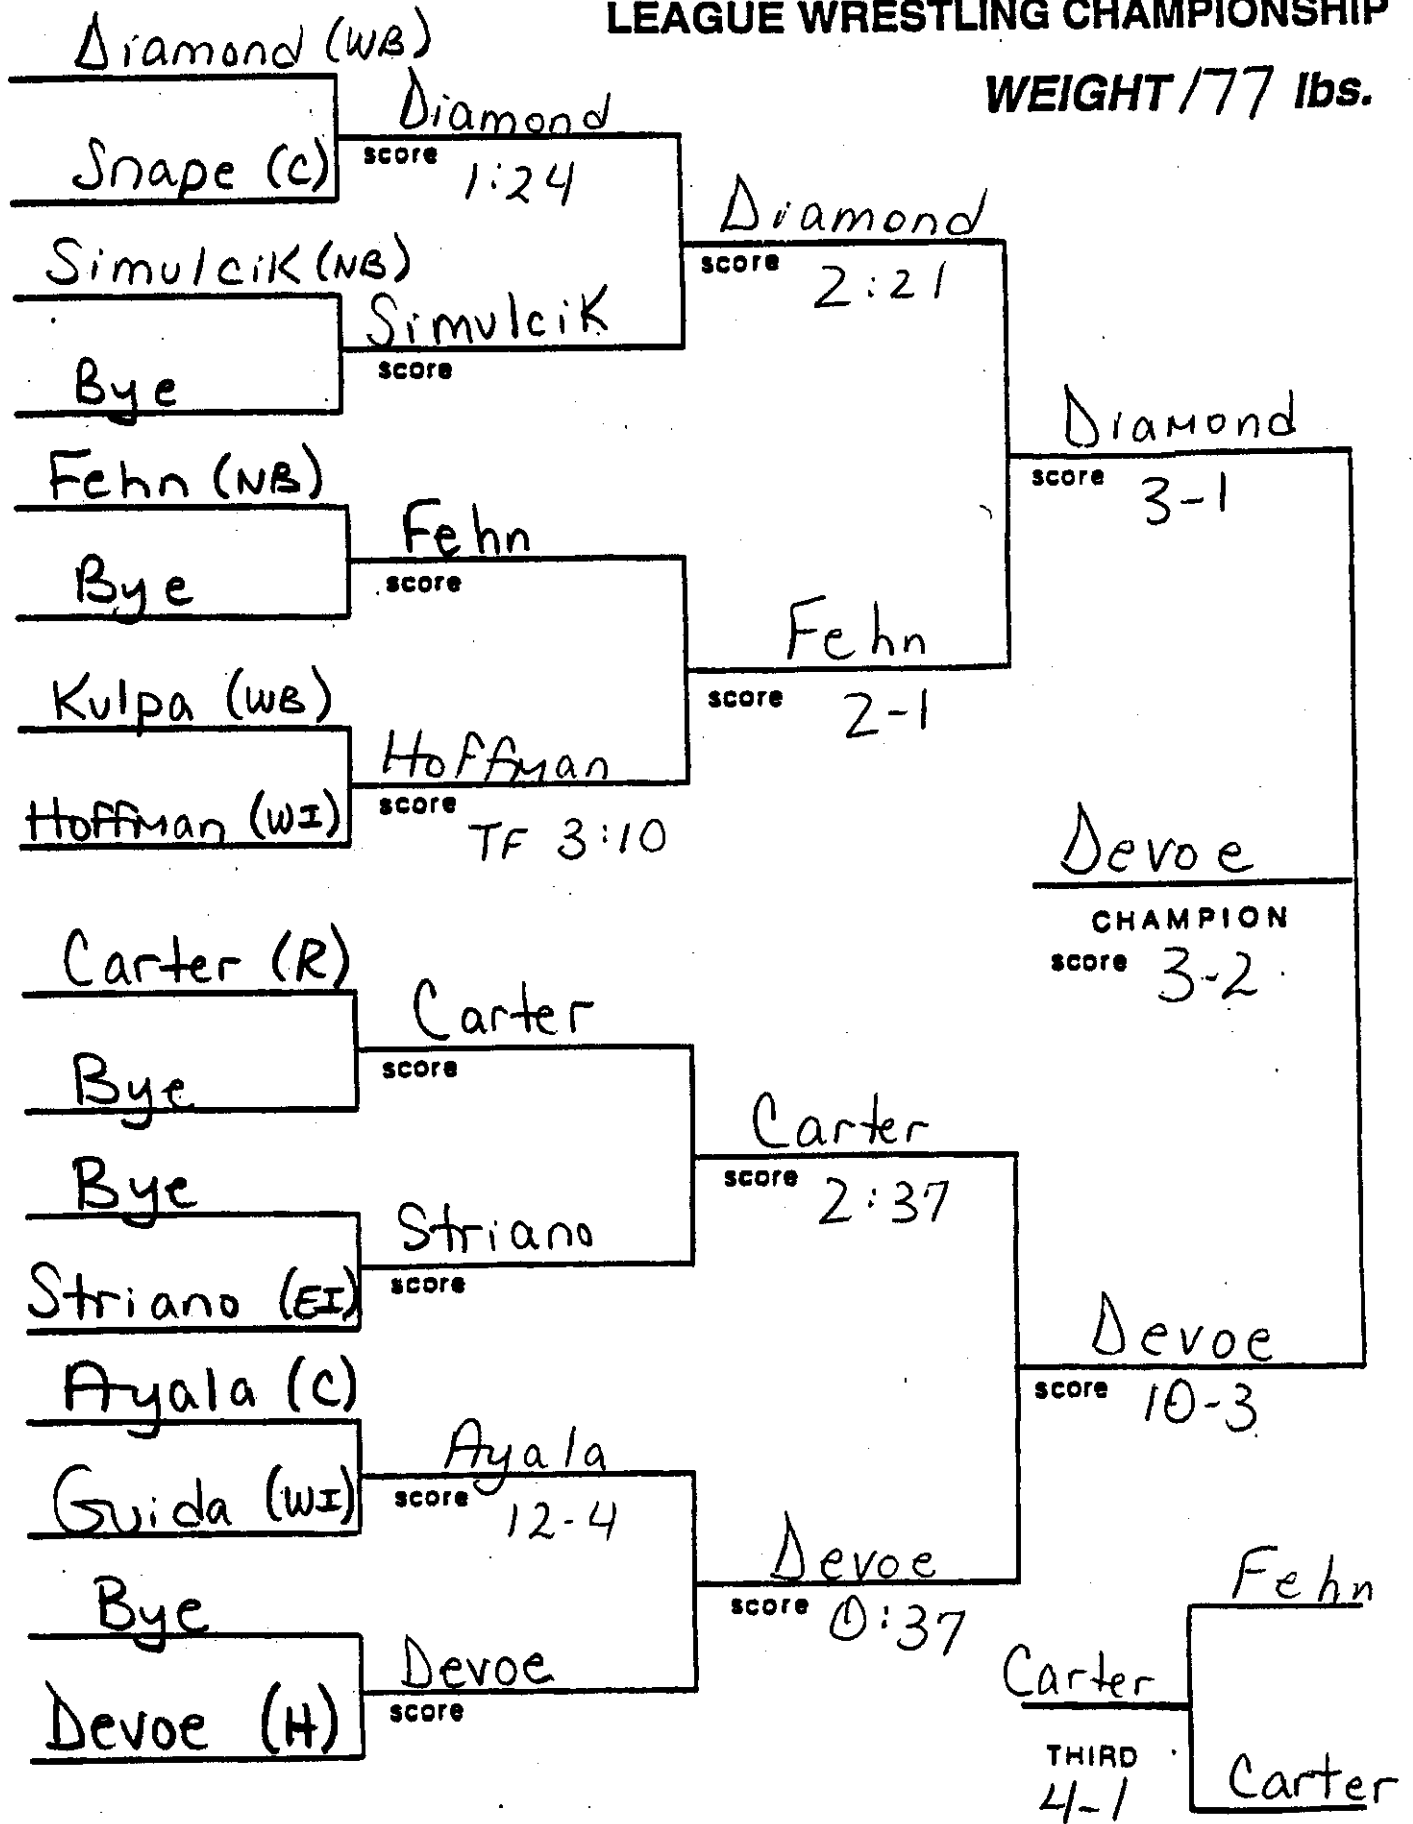 LEAGUE WRESTLING CHAMPIONSHIP
WEIGHT 177 lbs.
Diamond (WB)
Snape (C)
Simulcik (NB)
Bye
Fehn (NB)
Bye
Kulpa (WB)
Hoffman (WI)
Carter (R)
Bye
Bye
Striano (EI)
Ayala (C)
Guida (WI)
Bye
Devoe (H)
Diamond
score 1:24
Simulcik
score
Fehn
score
Hoffman
score TF 3:10
Carter
score
Striano
score
Ayala
score 12-4
Devoe
score
Diamond
score 2:21
Fehn
score 2-1
Carter
score 2:37
Devoe
score 0:37
Diamond
score 3-1
Devoe
score 10-3
Devoe
CHAMPION
score 3-2
Fehn
Carter
Carter
THIRD
4-1